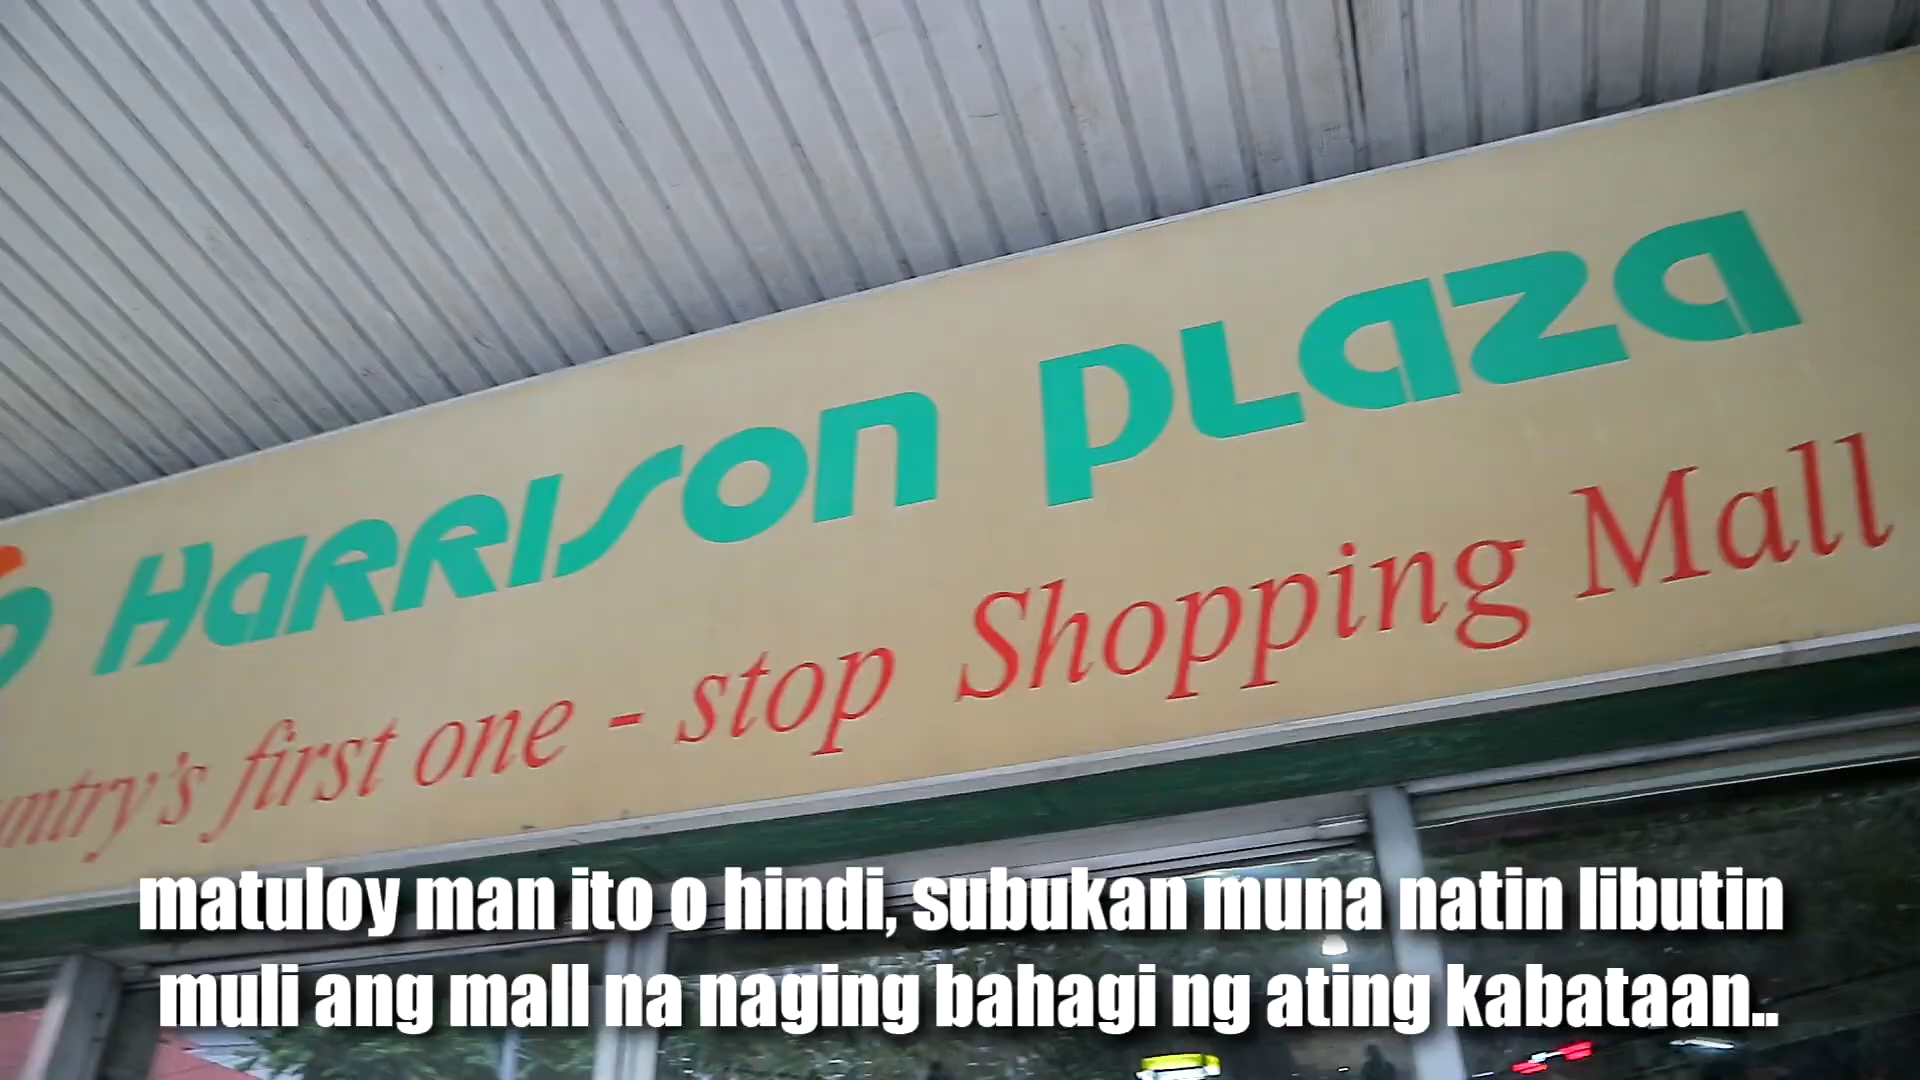 HARRISON PLAZA
first one - stop Shopping Mall
matuloy man ito o hindi, subukan muna natin libutin
muli ang mall na naging bahagi ng ating kabataan..